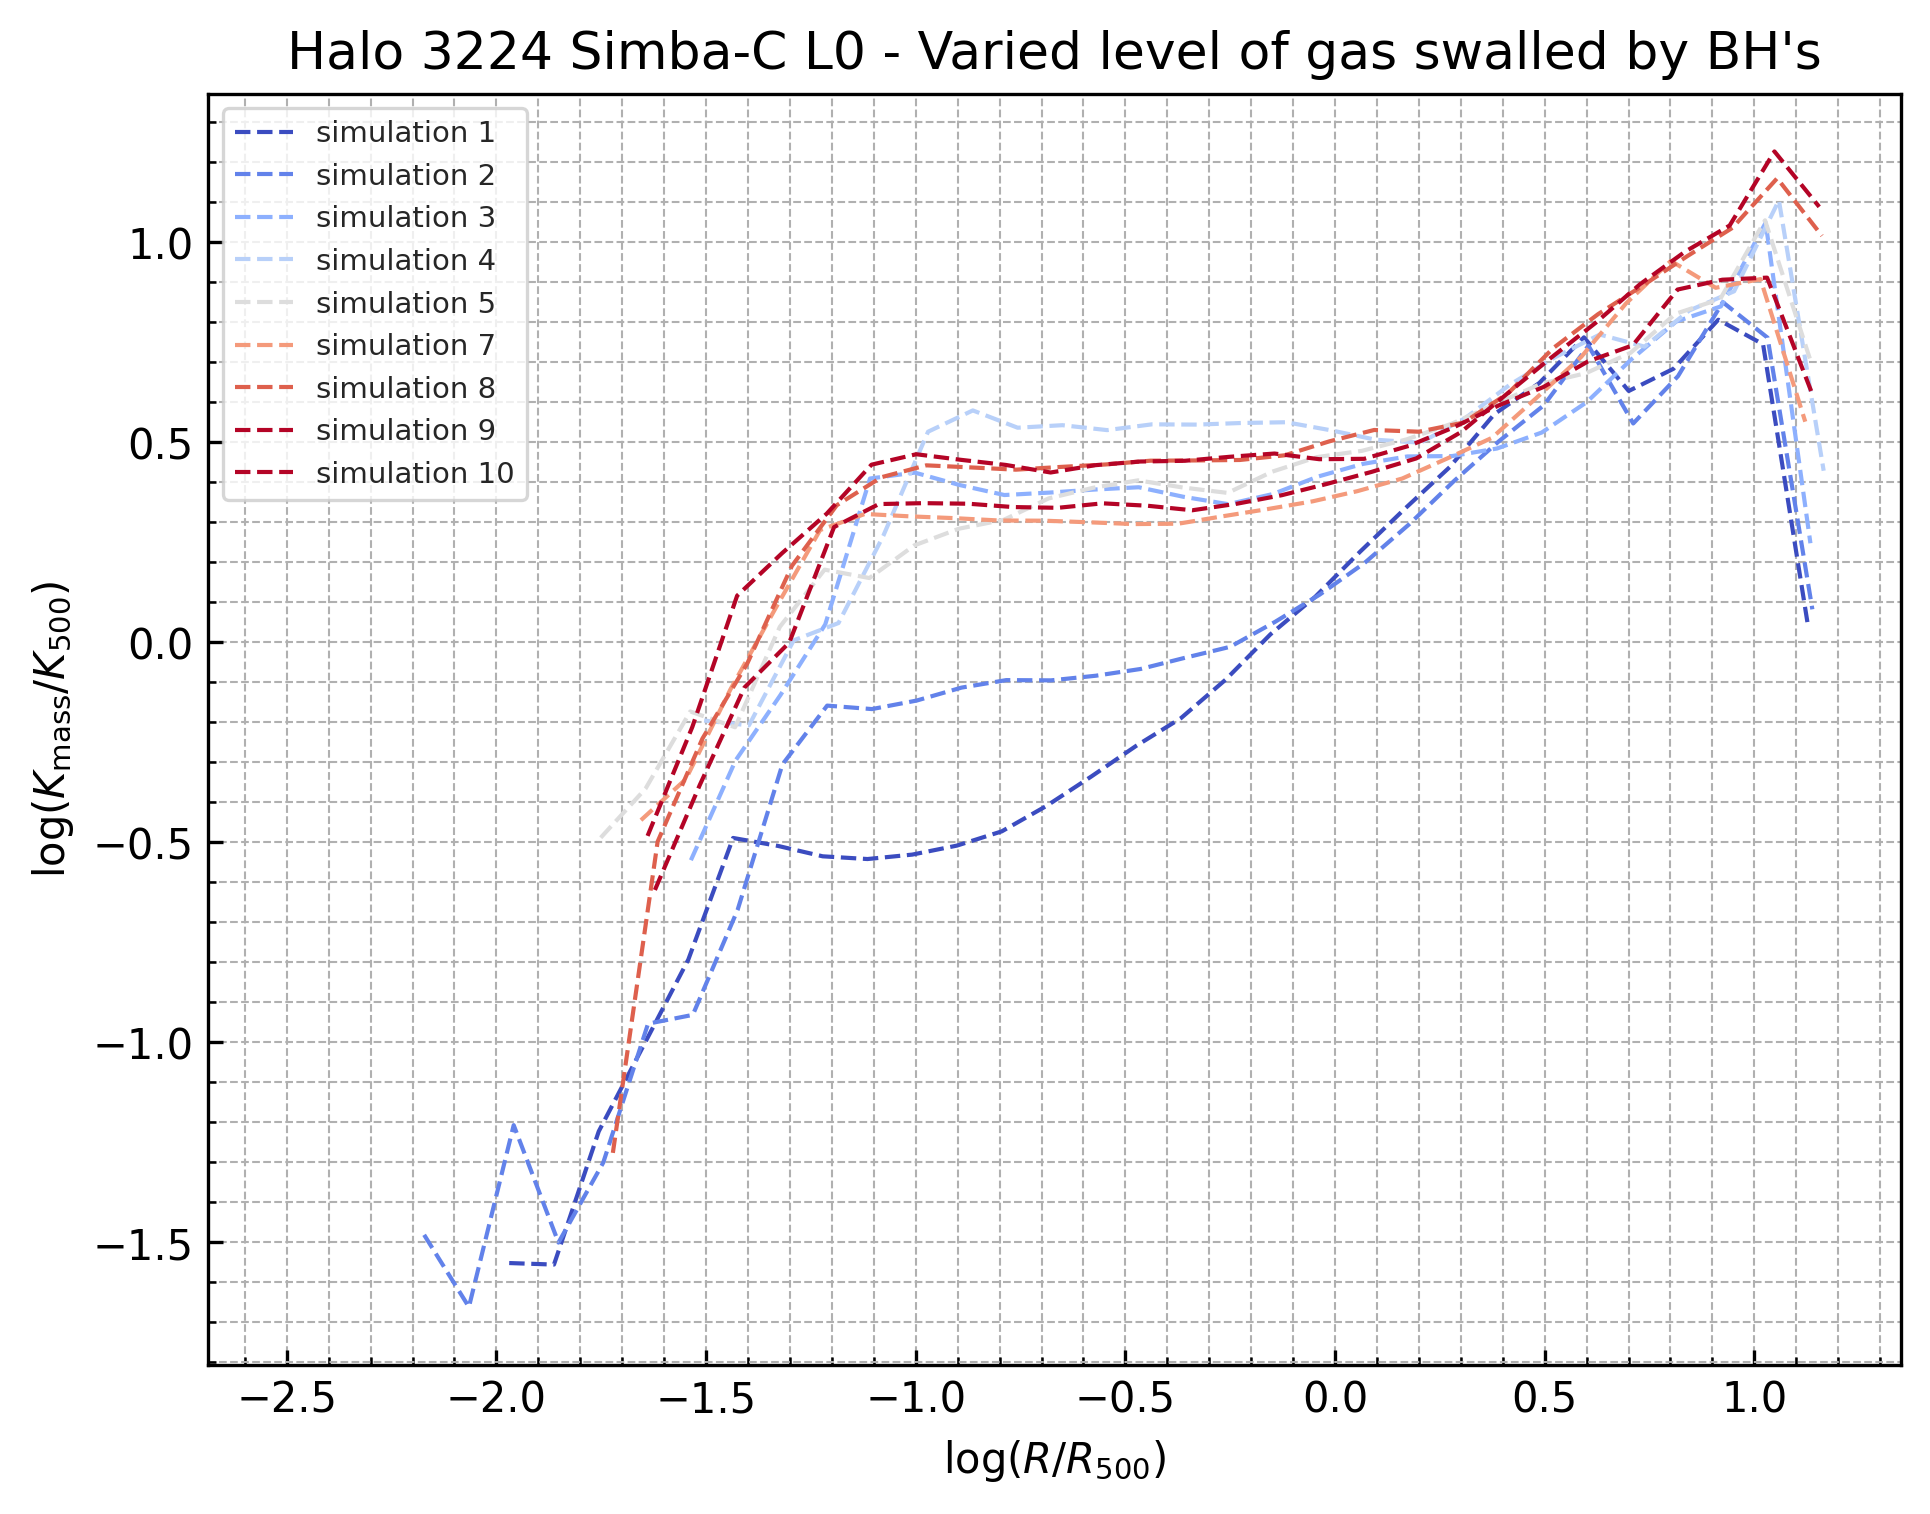 Halo 3224 Simba-C L0 - Varied level of gas swalled by BH's
simulation 1
simulation 2
simulation 3
simulation 4
simulation 5
simulation 7
simulation 8
simulation 9
simulation 10
1.0
0.5
0.0
−0.5
−1.0
−1.5
log(K_mass/K_500)
−2.5 −2.0 −1.5 −1.0 −0.5 0.0 0.5 1.0
log(R/R_500)